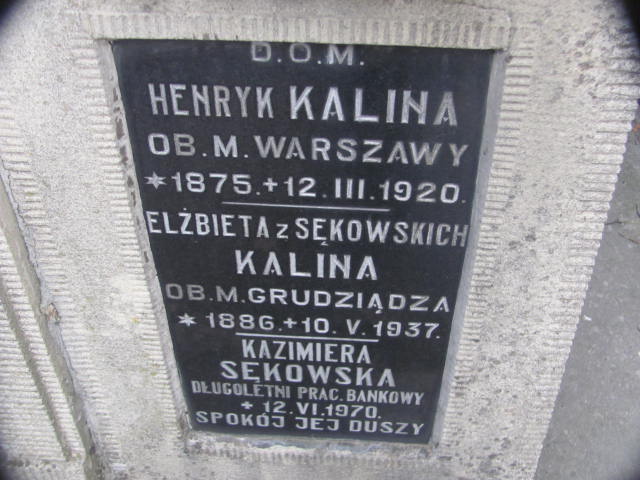 D.O.M.
HENRYK KALINA
OB. M. WARSZAWY
* 1875. + 12. III. 1920.
ELŻBIETA z SĘKOWSKICH
KALINA
OB. M. GRUDZIĄDZA
* 1886. + 10. V. 1937.
KAZIMIERA
SĘKOWSKA
DŁUGOLETNI PRAC. BANKOWY
+ 12. VI. 1970.
SPOKÓJ JEJ DUSZY